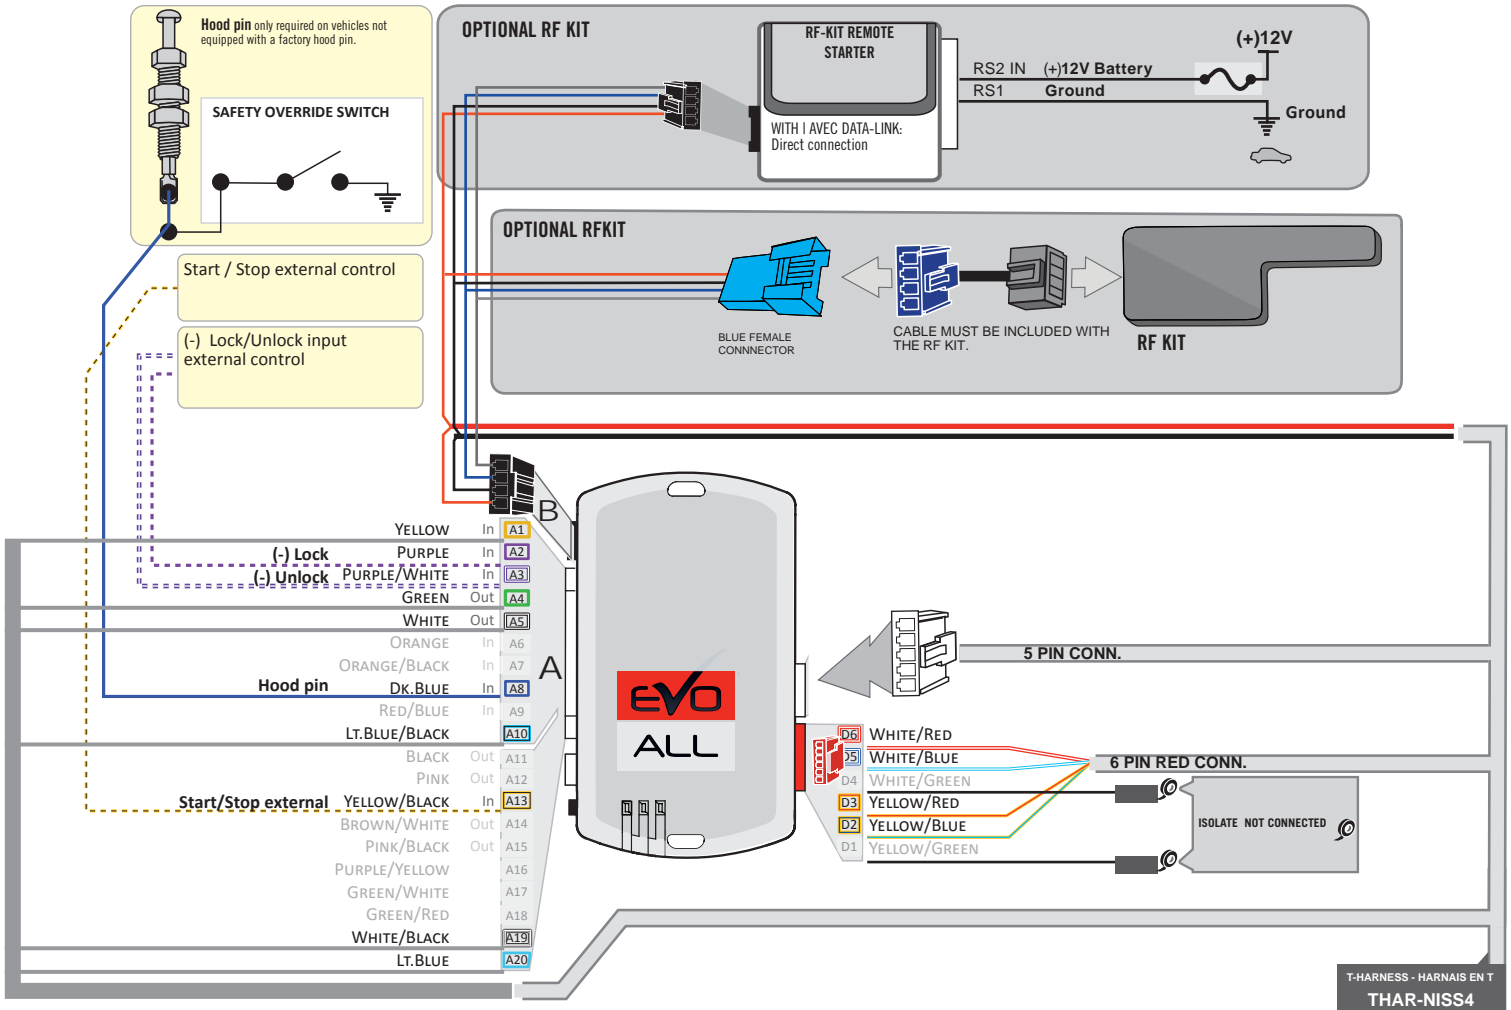 Hood pin only required on vehicles not
equipped with a factory hood pin.
SAFETY OVERRIDE SWITCH
OPTIONAL RF KIT
RF-KIT REMOTE
STARTER
WITH I AVEC DATA-LINK:
Direct connection
(+)12V
RS2 IN (+)12V Battery
RS1 Ground
Ground
OPTIONAL RFKIT
BLUE FEMALE
CONNNECTOR
CABLE MUST BE INCLUDED WITH
THE RF KIT.
RF KIT
Start / Stop external control
(-) Lock/Unlock input
external control
B
A
YELLOW In A1
(-) Lock PURPLE In A2
(-) Unlock PURPLE/WHITE In A3
GREEN Out A4
WHITE Out A5
ORANGE In A6
ORANGE/BLACK In A7
Hood pin DK.BLUE In A8
RED/BLUE In A9
LT.BLUE/BLACK A10
BLACK Out A11
PINK Out A12
Start/Stop external YELLOW/BLACK In A13
BROWN/WHITE Out A14
PINK/BLACK Out A15
PURPLE/YELLOW A16
GREEN/WHITE A17
GREEN/RED A18
WHITE/BLACK A19
LT.BLUE A20
EVO
ALL
5 PIN CONN.
D6 WHITE/RED
D5 WHITE/BLUE
D4 WHITE/GREEN
D3 YELLOW/RED
D2 YELLOW/BLUE
D1 YELLOW/GREEN
6 PIN RED CONN.
ISOLATE NOT CONNECTED
T-HARNESS - HARNAIS EN T
THAR-NISS4